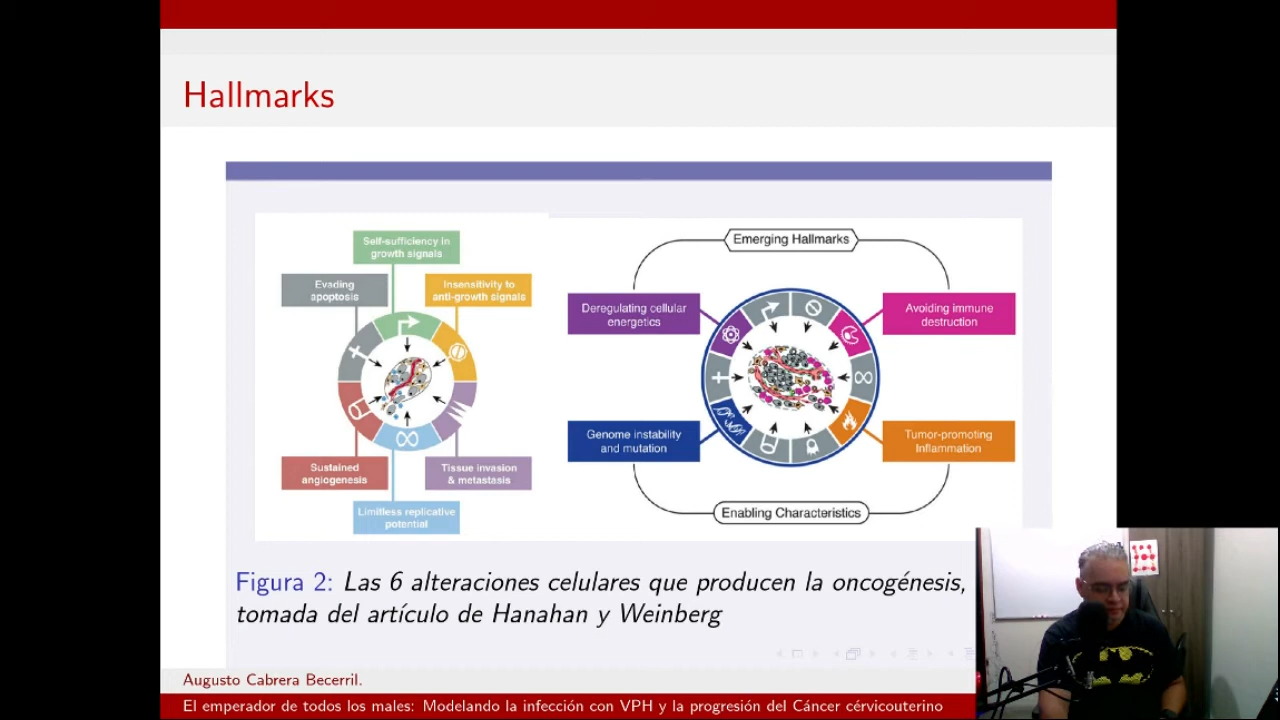 Hallmarks
Self-sufficiency in
growth signals
Evading
apoptosis
Insensitivity to
anti-growth signals
Sustained
angiogenesis
Tissue invasion
& metastasis
Limitless replicative
potential
Emerging Hallmarks
Deregulating cellular
energetics
Avoiding immune
destruction
Genome instability
and mutation
Tumor-promoting
Inflammation
Enabling Characteristics
Figura 2: Las 6 alteraciones celulares que producen la oncogénesis,
tomada del artículo de Hanahan y Weinberg
Augusto Cabrera Becerril.
El emperador de todos los males: Modelando la infección con VPH y la progresión del Cáncer cérvicouterino